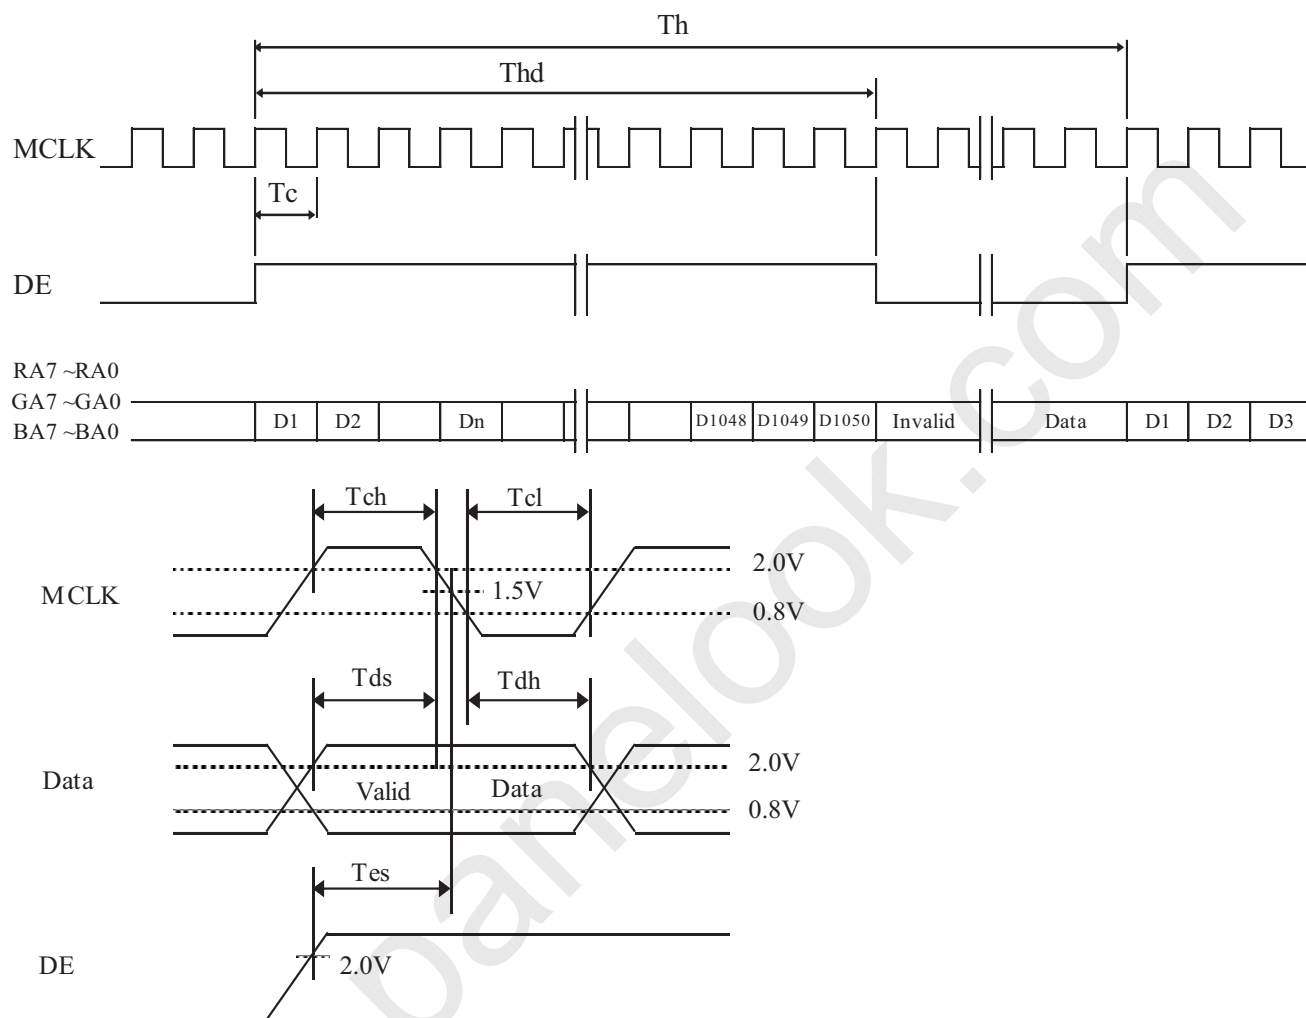 Th
Thd
MCLK
Tc
DE
RA7 ~RA0
GA7 ~GA0
BA7 ~BA0
D1 D2 Dn D1048 D1049 D1050 Invalid Data D1 D2 D3
Tch Tcl
MCLK
2.0V
1.5V
0.8V
Tds Tdh
Data
Valid Data
2.0V
0.8V
Tes
DE
2.0V
panelook.com